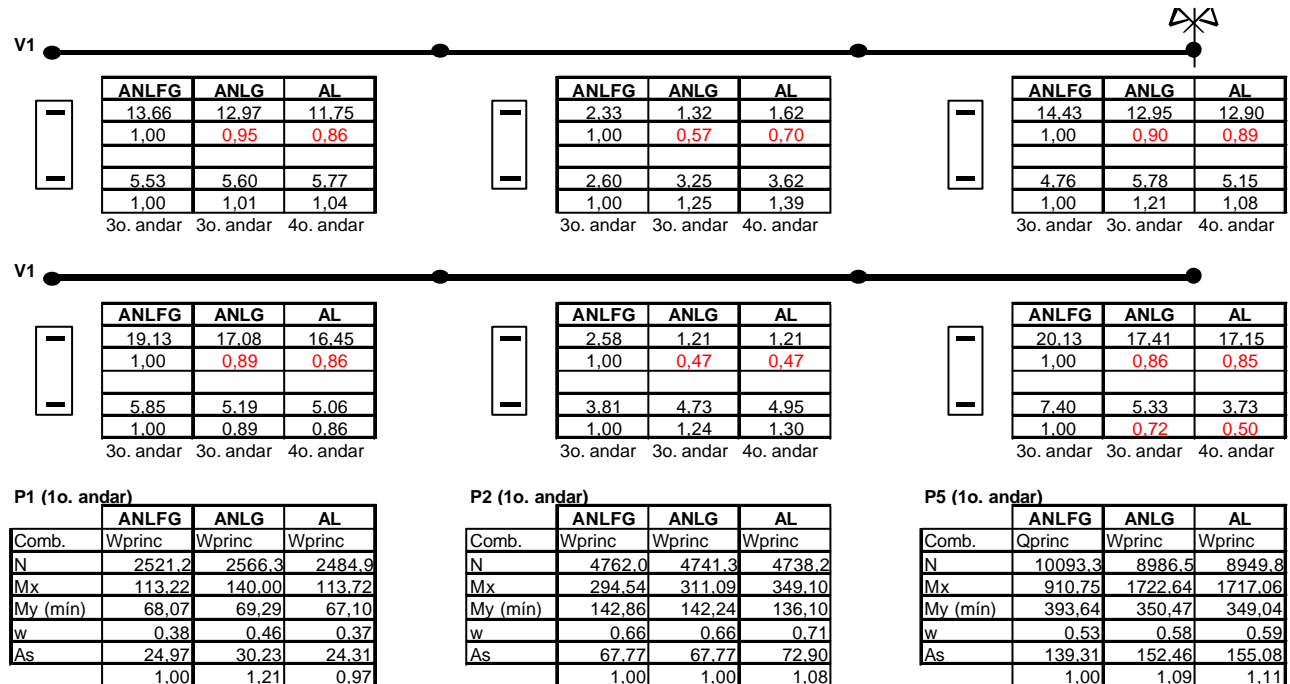 V1
ANLFG ANLG AL ANLFG ANLG AL ANLFG ANLG AL
13,66 12,97 11,75 2,33 1,32 1,62 14,43 12,95 12,90
1,00 0,95 0,86 1,00 0,57 0,70 1,00 0,90 0,89
5,53 5,60 5,77 2,60 3,25 3,62 4,76 5,78 5,15
1,00 1,01 1,04 1,00 1,25 1,39 1,00 1,21 1,08
3o. andar 3o. andar 4o. andar 3o. andar 3o. andar 4o. andar 3o. andar 3o. andar 4o. andar
V1
ANLFG ANLG AL ANLFG ANLG AL ANLFG ANLG AL
19,13 17,08 16,45 2,58 1,21 1,21 20,13 17,41 17,15
1,00 0,89 0,86 1,00 0,47 0,47 1,00 0,86 0,85
5,85 5,19 5,06 3,81 4,73 4,95 7,40 5,33 3,73
1,00 0,89 0,86 1,00 1,24 1,30 1,00 0,72 0,50
3o. andar 3o. andar 4o. andar 3o. andar 3o. andar 4o. andar 3o. andar 3o. andar 4o. andar
P1 (1o. andar) P2 (1o. andar) P5 (1o. andar)
ANLFG ANLG AL ANLFG ANLG AL ANLFG ANLG AL
Comb. Wprinc Wprinc Wprinc Comb. Wprinc Wprinc Wprinc Comb. Qprinc Wprinc Wprinc
N 2521,2 2566,3 2484,9 N 4762,0 4741,3 4738,2 N 10093,3 8986,5 8949,8
Mx 113,22 140,00 113,72 Mx 294,54 311,09 349,10 Mx 910,75 1722,64 1717,06
My (mín) 68,07 69,29 67,10 My (mín) 142,86 142,24 136,10 My (mín) 393,64 350,47 349,04
w 0,38 0,46 0,37 w 0,66 0,66 0,71 w 0,53 0,58 0,59
As 24,97 30,23 24,31 As 67,77 67,77 72,90 As 139,31 152,46 155,08
1,00 1,21 0,97 1,00 1,00 1,08 1,00 1,09 1,11